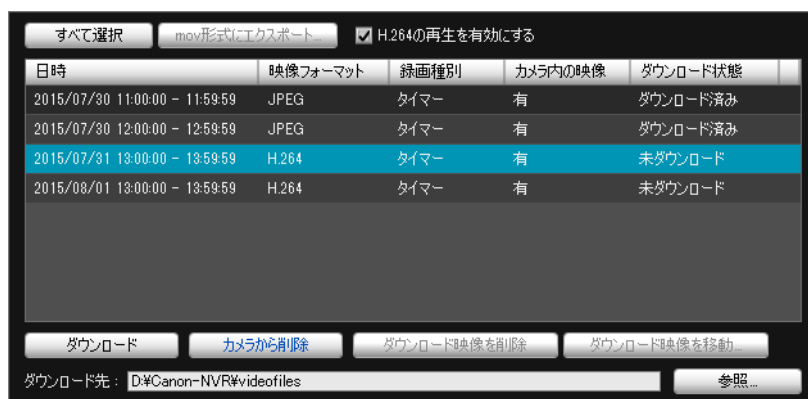 すべて選択 mov形式にエクスポート... H.264の再生を有効にする
日時 映像フォーマット 録画種別 カメラ内の映像 ダウンロード状態
2015/07/30 11:00:00 - 11:59:59 JPEG タイマー 有 ダウンロード済み
2015/07/30 12:00:00 - 12:59:59 JPEG タイマー 有 ダウンロード済み
2015/07/31 13:00:00 - 13:59:59 H.264 タイマー 有 未ダウンロード
2015/08/01 13:00:00 - 13:59:59 H.264 タイマー 有 未ダウンロード
ダウンロード カメラから削除 ダウンロード映像を削除 ダウンロード映像を移動...
ダウンロード先： D:¥Canon-NVR¥videofiles 参照...